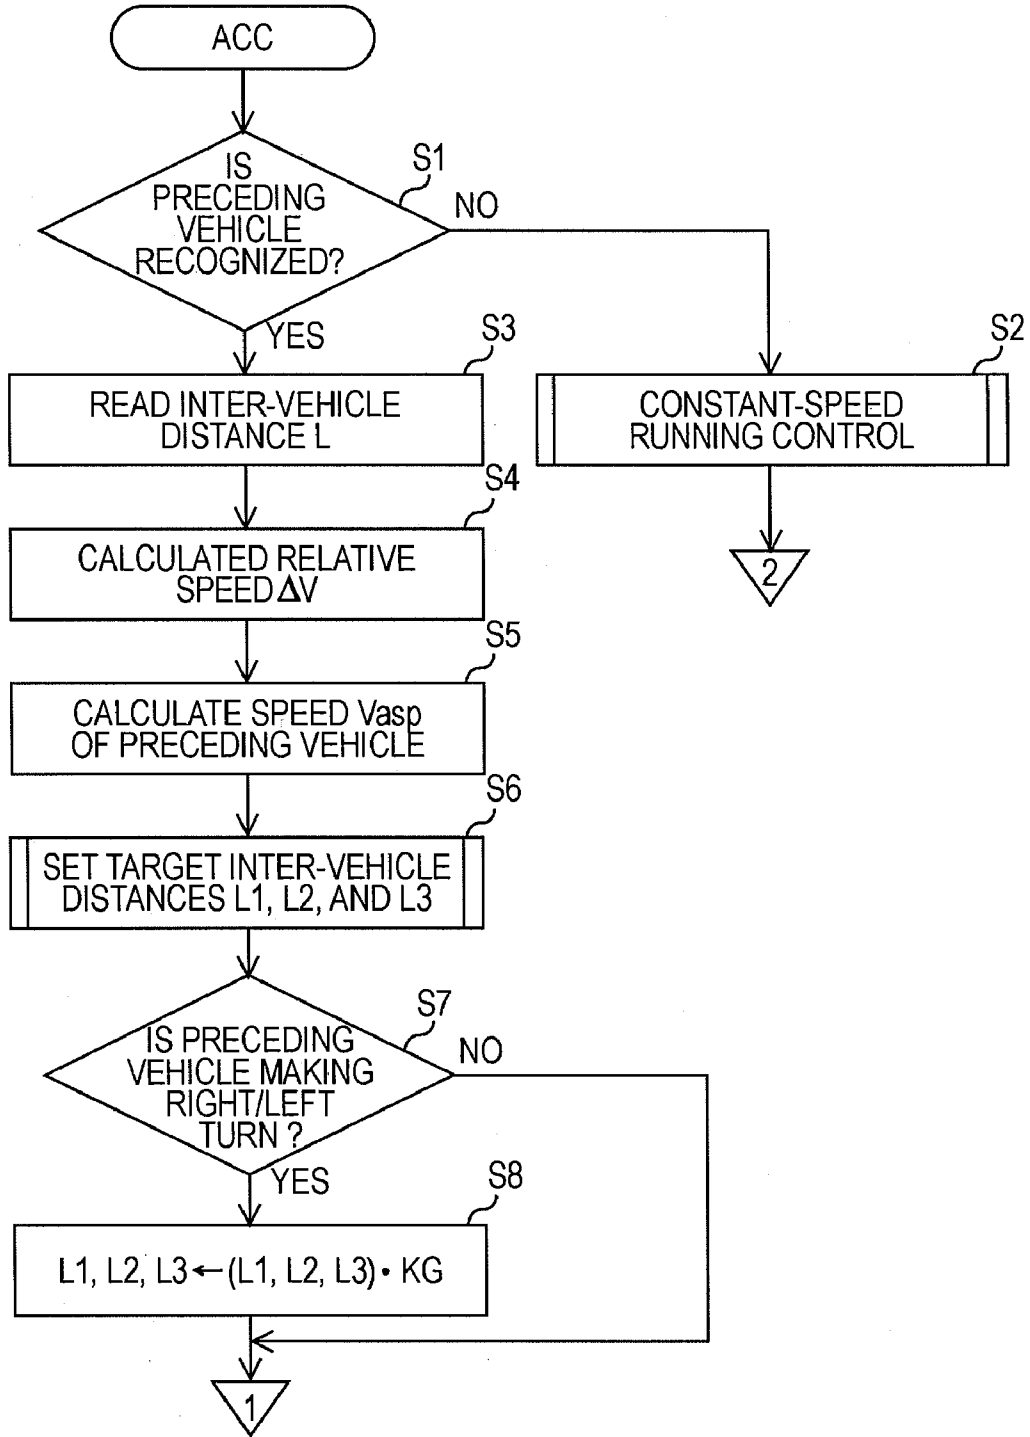 ACC
S1
IS
PRECEDING
VEHICLE
RECOGNIZED?
NO
YES
S3
READ INTER-VEHICLE
DISTANCE L
S2
CONSTANT-SPEED
RUNNING CONTROL
2
S4
CALCULATED RELATIVE
SPEED ΔV
S5
CALCULATE SPEED Vasp
OF PRECEDING VEHICLE
S6
SET TARGET INTER-VEHICLE
DISTANCES L1, L2, AND L3
S7
IS PRECEDING
VEHICLE MAKING
RIGHT/LEFT
TURN ?
NO
YES
S8
L1, L2, L3←(L1, L2, L3)• KG
1